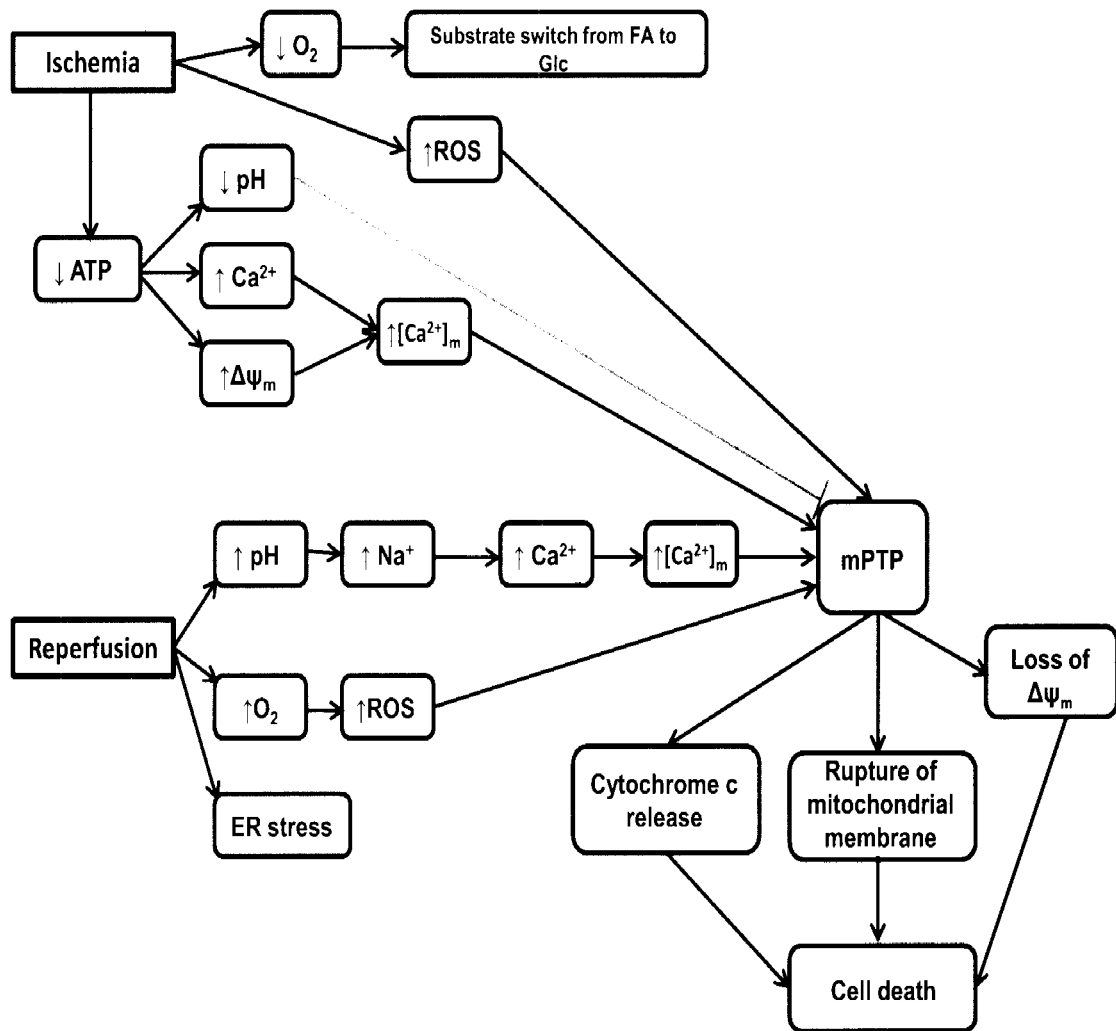 Ischemia
↓ O₂
Substrate switch from FA to
Glc
↑ROS
↓ pH
↓ ATP
↑ Ca²⁺
↑[Ca²⁺]ₘ
↑Δψₘ
mPTP
↑ pH
↑ Na⁺
↑ Ca²⁺
↑[Ca²⁺]ₘ
Reperfusion
↑O₂
↑ROS
ER stress
Loss of
Δψₘ
Cytochrome c
release
Rupture of
mitochondrial
membrane
Cell death